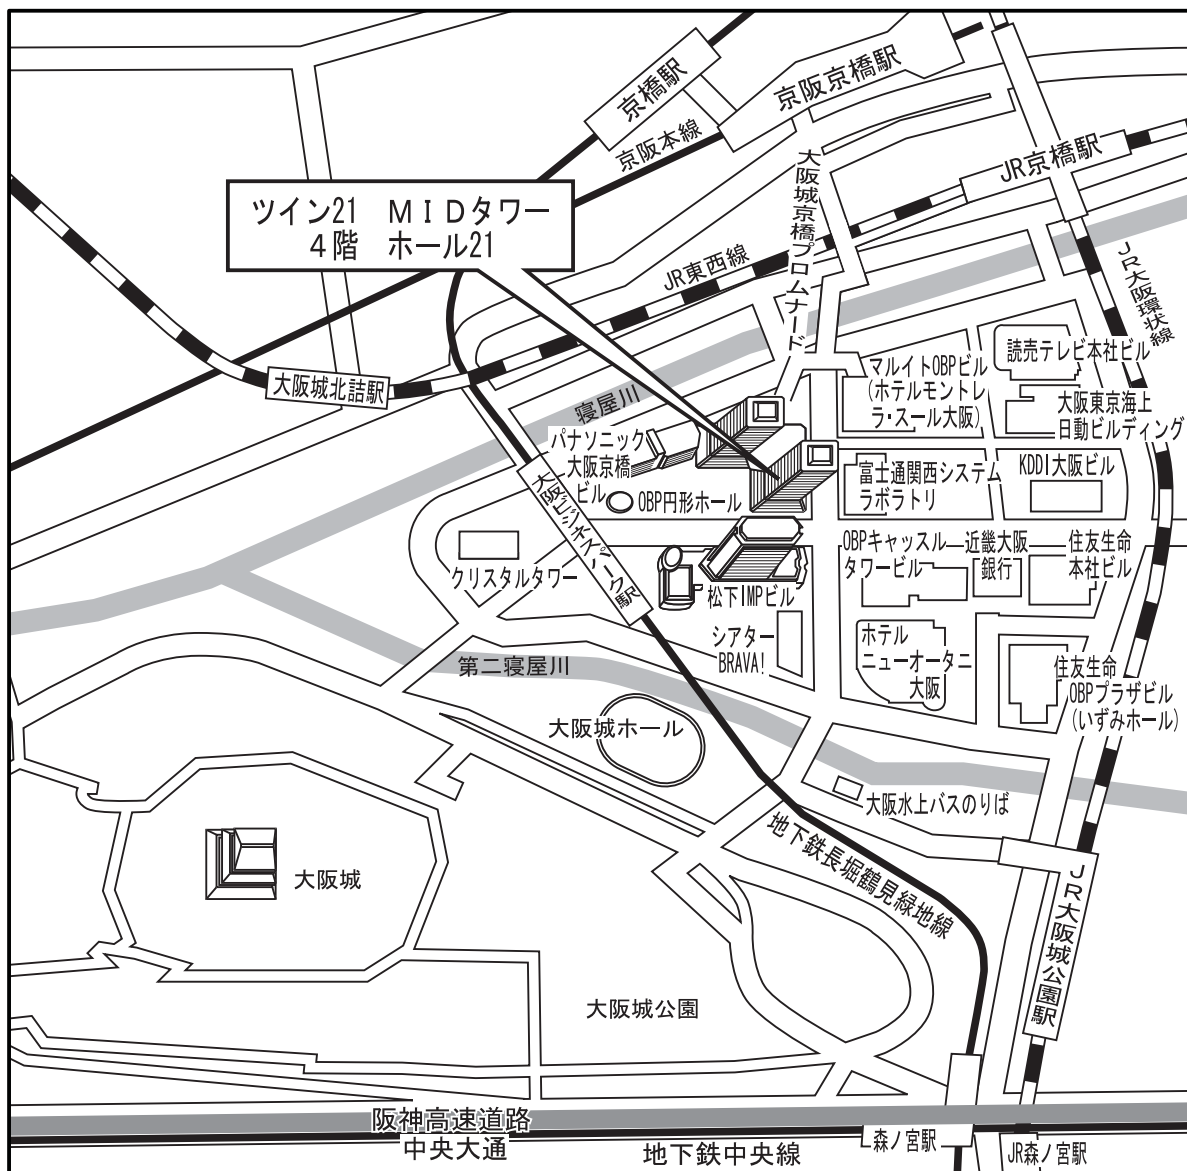 京橋駅
京阪京橋駅
京阪本線
JR京橋駅
大阪城京橋プロムナード
ツイン21　ＭＩＤタワー
４階　ホール21
JR東西線
JR大阪環状線
大阪城北詰駅
寝屋川
マルイトOBPビル
(ホテルモントレ
ラ・スール大阪)
読売テレビ本社ビル
大阪東京海上
日動ビルディング
パナソニック
大阪京橋
ビル
OBP円形ホール
大阪ビジネスパーク駅
富士通関西システム
ラボラトリ
KDDI大阪ビル
クリスタルタワー
松下IMPビル
OBPキャッスル
タワービル
近畿大阪
銀行
住友生命
本社ビル
シアター
BRAVA!
ホテル
ニューオータニ
大阪
住友生命
OBPプラザビル
(いずみホール)
第二寝屋川
大阪城ホール
大阪水上バスのりば
地下鉄長堀鶴見緑地線
大阪城
JR大阪城公園駅
大阪城公園
阪神高速道路
中央大通
地下鉄中央線
森ノ宮駅
JR森ノ宮駅